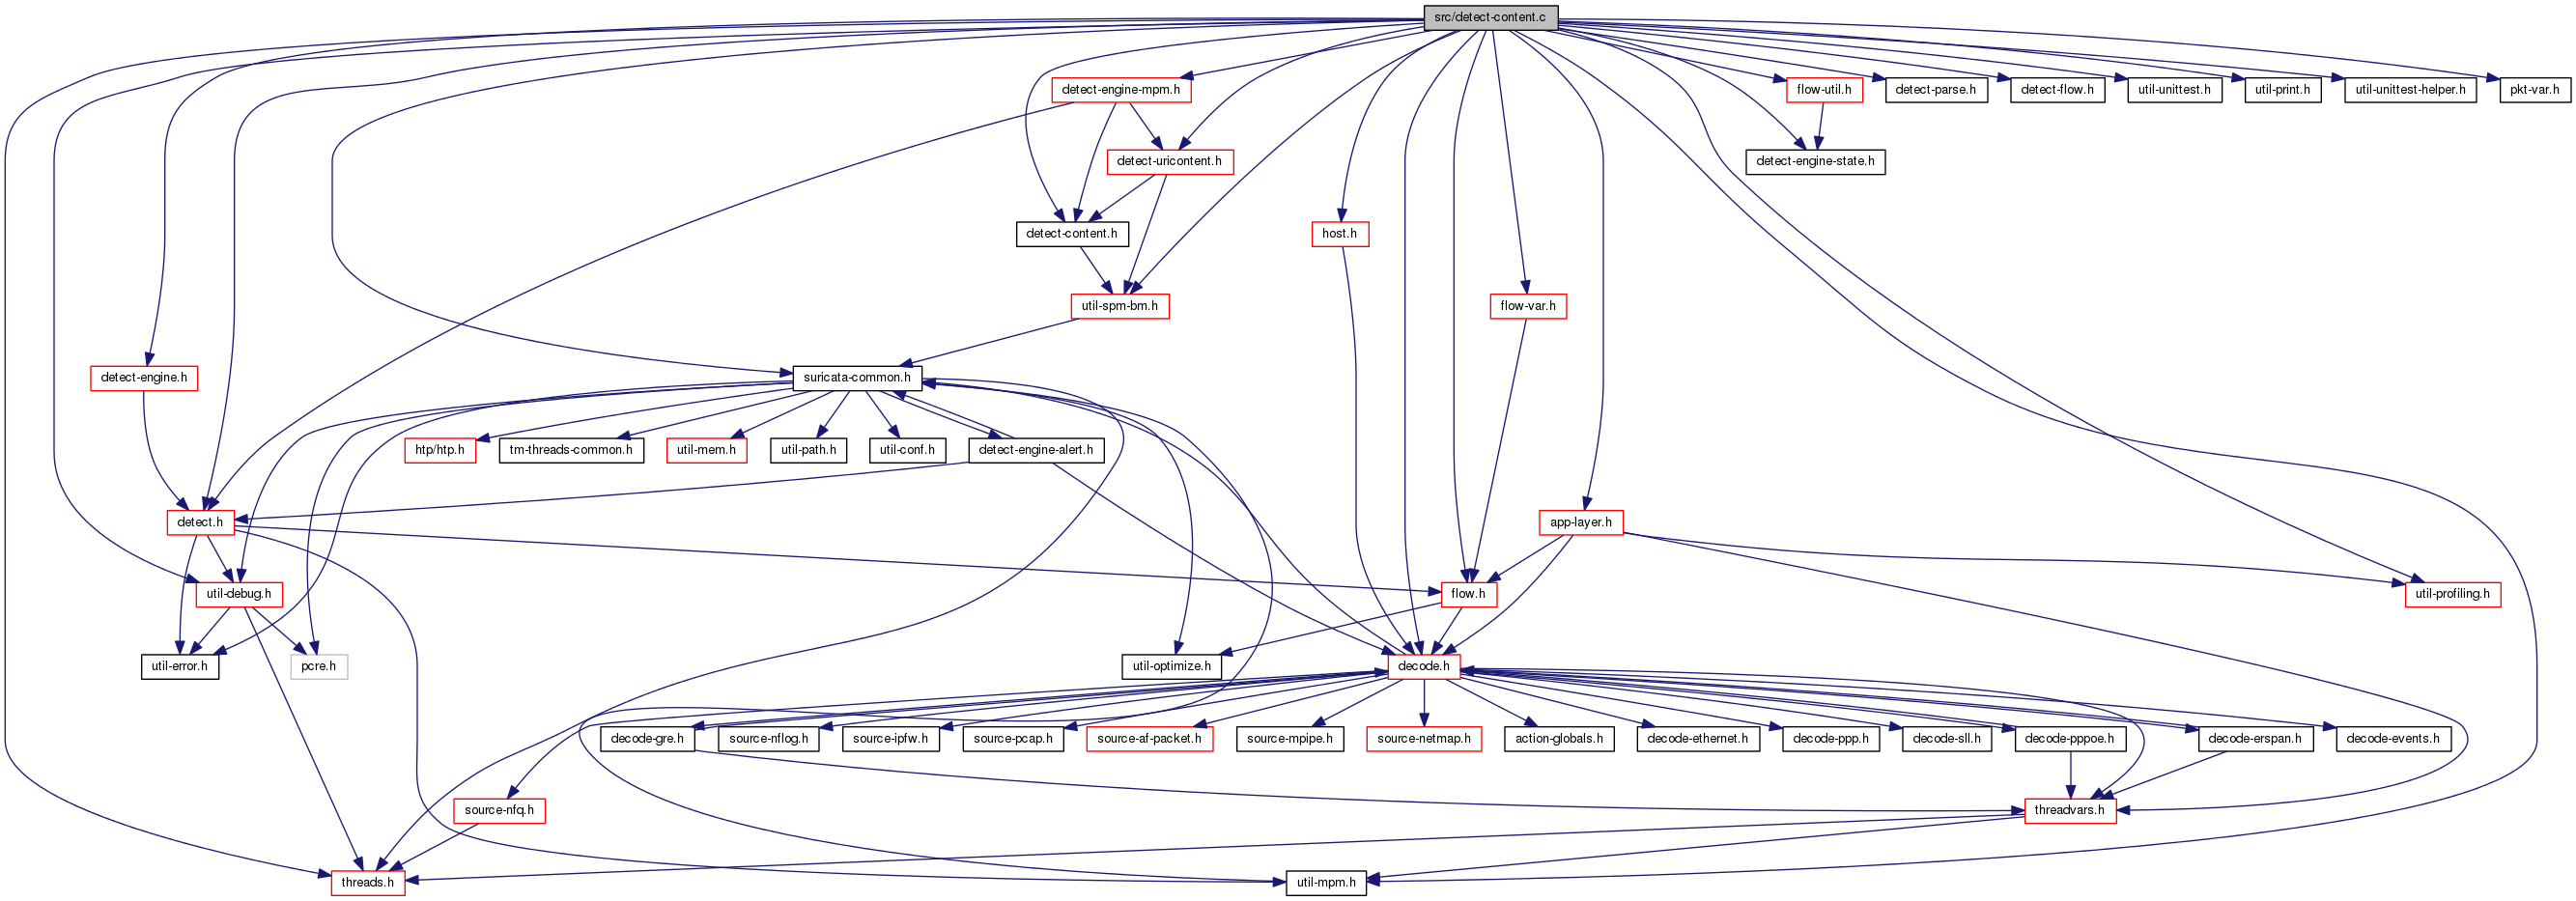 src/detect-content.c
detect-engine-mpm.h
flow-util.h
detect-parse.h
detect-flow.h
util-unittest.h
util-print.h
util-unittest-helper.h
pkt-var.h
detect-uricontent.h
detect-engine-state.h
detect-content.h
host.h
util-spm-bm.h
flow-var.h
detect-engine.h
suricata-common.h
htp/htp.h
tm-threads-common.h
util-mem.h
util-path.h
util-conf.h
detect-engine-alert.h
detect.h
app-layer.h
util-debug.h
flow.h
util-profiling.h
util-error.h
pcre.h
util-optimize.h
decode.h
decode-gre.h
source-nflog.h
source-ipfw.h
source-pcap.h
source-af-packet.h
source-mpipe.h
source-netmap.h
action-globals.h
decode-ethernet.h
decode-ppp.h
decode-sll.h
decode-pppoe.h
decode-erspan.h
decode-events.h
source-nfq.h
threadvars.h
threads.h
util-mpm.h